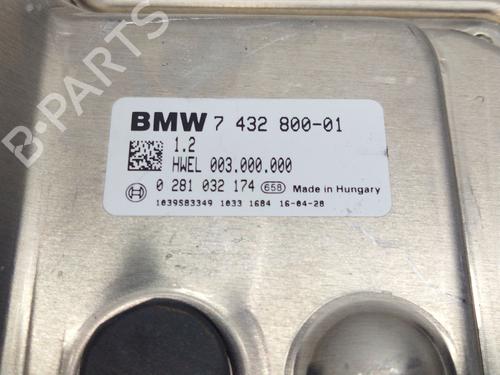 BMW 7 432 800-01
1.2
HWEL 003.000.000
0 281 032 174 658 Made in Hungary
1039S83349 1033 1684 16-04-28
B-PARTS